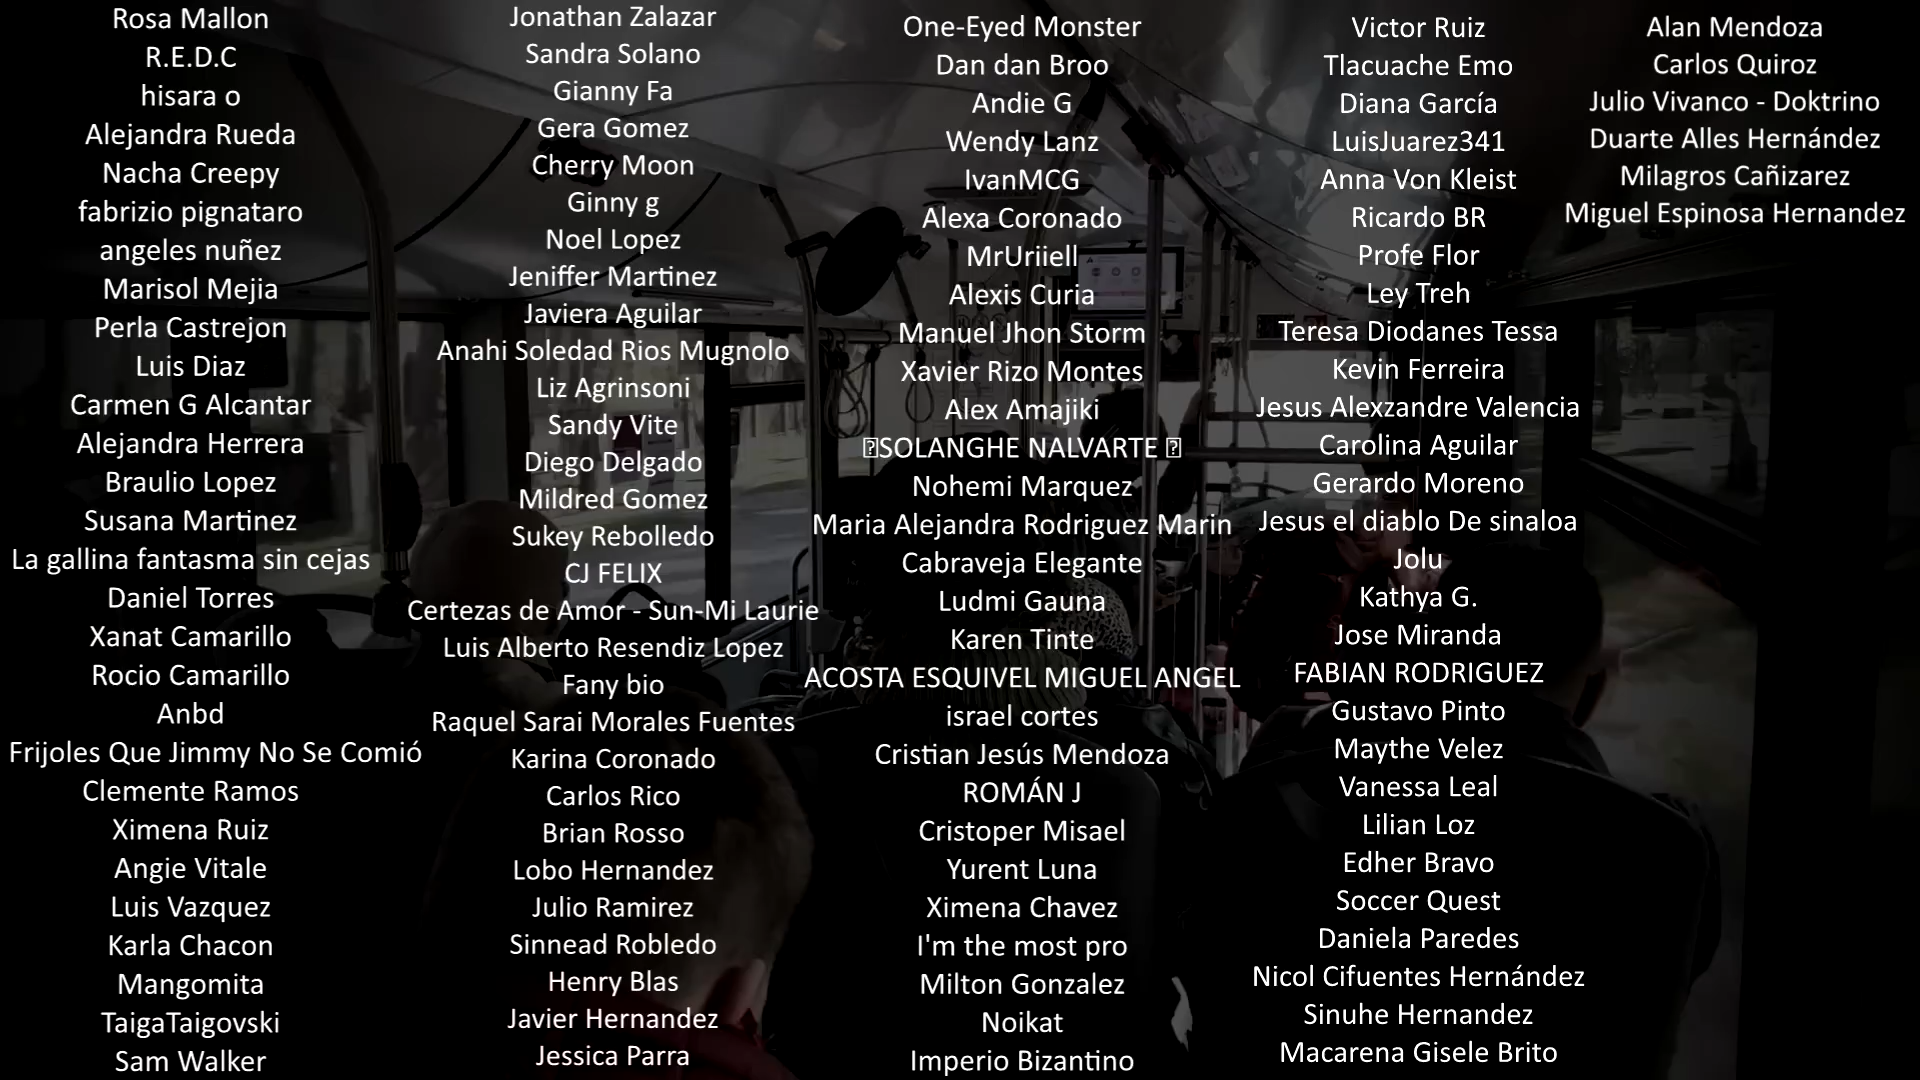 Rosa Mallon
R.E.D.C
hisara o
Alejandra Rueda
Nacha Creepy
fabrizio pignataro
angeles nuñez
Marisol Mejia
Perla Castrejon
Luis Diaz
Carmen G Alcantar
Alejandra Herrera
Braulio Lopez
Susana Martinez
La gallina fantasma sin cejas
Daniel Torres
Xanat Camarillo
Rocio Camarillo
Anbd
Frijoles Que Jimmy No Se Comió
Clemente Ramos
Ximena Ruiz
Angie Vitale
Luis Vazquez
Karla Chacon
Mangomita
TaigaTaigovski
Sam Walker
Jonathan Zalazar
Sandra Solano
Gianny Fa
Gera Gomez
Cherry Moon
Ginny g
Noel Lopez
Jeniffer Martinez
Javiera Aguilar
Anahi Soledad Rios Mugnolo
Liz Agrinsoni
Sandy Vite
Diego Delgado
Mildred Gomez
Sukey Rebolledo
CJ FELIX
Certezas de Amor - Sun-Mi Laurie
Luis Alberto Resendiz Lopez
Fany bio
Raquel Sarai Morales Fuentes
Karina Coronado
Carlos Rico
Brian Rosso
Lobo Hernandez
Julio Ramirez
Sinnead Robledo
Henry Blas
Javier Hernandez
Jessica Parra
One-Eyed Monster
Dan dan Broo
Andie G
Wendy Lanz
IvanMCG
Alexa Coronado
MrUriiell
Alexis Curia
Manuel Jhon Storm
Xavier Rizo Montes
Alex Amajiki
SOLANGHE NALVARTE
Nohemi Marquez
Maria Alejandra Rodriguez Marin
Cabraveja Elegante
Ludmi Gauna
Karen Tinte
ACOSTA ESQUIVEL MIGUEL ANGEL
israel cortes
Cristian Jesús Mendoza
ROMÁN J
Cristoper Misael
Yurent Luna
Ximena Chavez
I'm the most pro
Milton Gonzalez
Noikat
Imperio Bizantino
Victor Ruiz
Tlacuache Emo
Diana García
LuisJuarez341
Anna Von Kleist
Ricardo BR
Profe Flor
Ley Treh
Teresa Diodanes Tessa
Kevin Ferreira
Jesus Alexzandre Valencia
Carolina Aguilar
Gerardo Moreno
Jesus el diablo De sinaloa
Jolu
Kathya G.
Jose Miranda
FABIAN RODRIGUEZ
Gustavo Pinto
Maythe Velez
Vanessa Leal
Lilian Loz
Edher Bravo
Soccer Quest
Daniela Paredes
Nicol Cifuentes Hernández
Sinuhe Hernandez
Macarena Gisele Brito
Alan Mendoza
Carlos Quiroz
Julio Vivanco - Doktrino
Duarte Alles Hernández
Milagros Cañizarez
Miguel Espinosa Hernandez